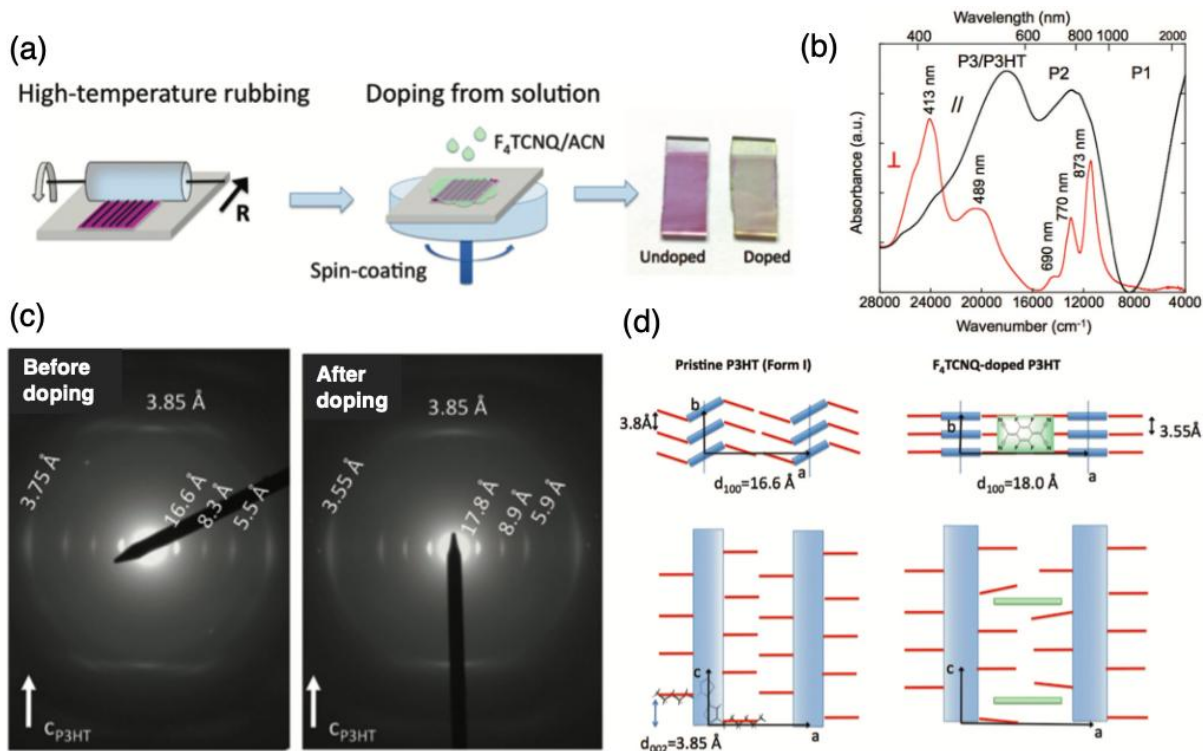 (a)
High-temperature rubbing
R
Doping from solution
F₄TCNQ/ACN
Spin-coating
Undoped
Doped
(b)
Wavelength (nm)
400
600
800
1000
2000
P3/P3HT
P2
P1
//
⊥
413 nm
489 nm
690 nm
770 nm
873 nm
Absorbance (a.u.)
28000
24000
20000
16000
12000
8000
4000
Wavenumber (cm⁻¹)
(c)
Before
doping
3.85 Å
3.75 Å
16.6 Å
8.3 Å
5.5 Å
c P3HT
After
doping
3.85 Å
3.55 Å
17.8 Å
8.9 Å
5.9 Å
c P3HT
(d)
Pristine P3HT (Form I)
b
3.8Å
a
d₁₀₀=16.6 Å
F₄TCNQ-doped P3HT
b
3.55Å
a
d₁₀₀=18.0 Å
c
a
d₀₀₂=3.85 Å
c
a